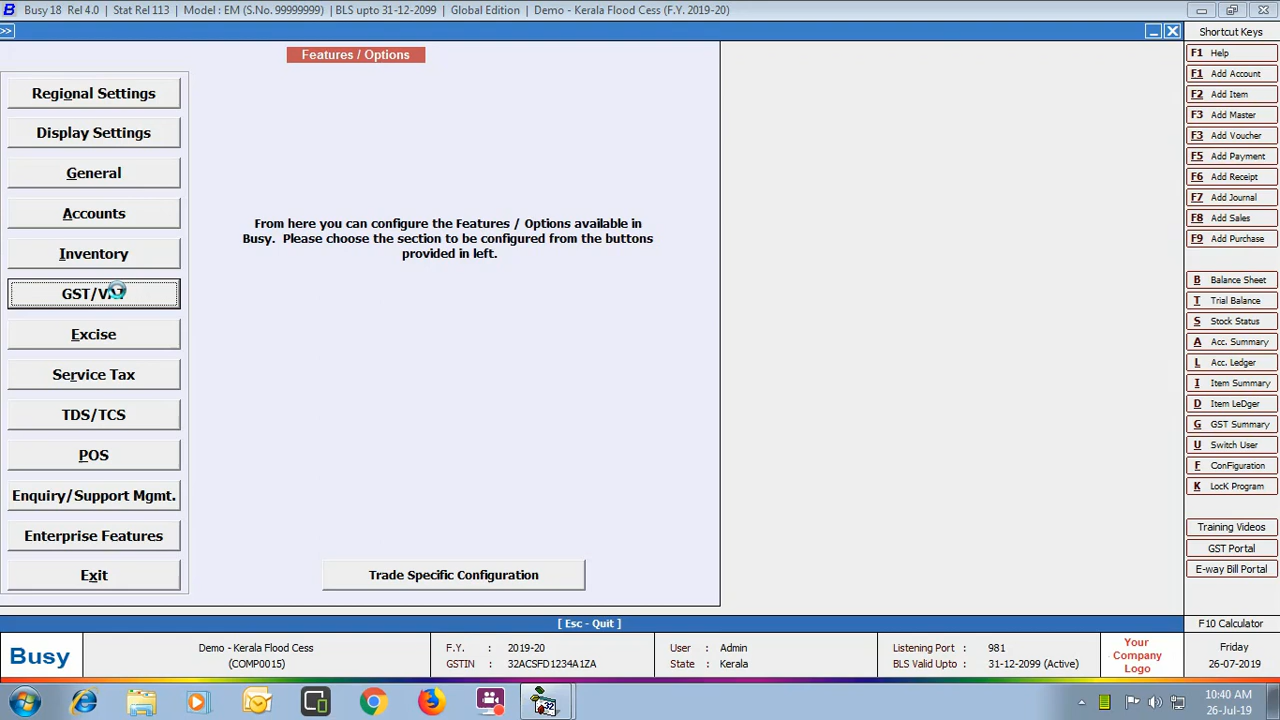 Busy 18 Rel 4.0 | Stat Rel 113 | Model : EM (S.No. 99999999) | BLS upto 31-12-2099 | Global Edition | Demo - Kerala Flood Cess (F.Y. 2019-20)
>>
Features / Options
Regional Settings
Display Settings
General
Accounts
Inventory
GST/VAT
Excise
Service Tax
TDS/TCS
POS
Enquiry/Support Mgmt.
Enterprise Features
Exit
From here you can configure the Features / Options available in
Busy. Please choose the section to be configured from the buttons
provided in left.
Trade Specific Configuration
Shortcut Keys
F1 Help
F1 Add Account
F2 Add Item
F3 Add Master
F3 Add Voucher
F5 Add Payment
F6 Add Receipt
F7 Add Journal
F8 Add Sales
F9 Add Purchase
B Balance Sheet
T Trial Balance
S Stock Status
A Acc. Summary
L Acc. Ledger
I Item Summary
D Item LeDger
G GST Summary
U Switch User
F ConFiguration
K LocK Program
Training Videos
GST Portal
E-way Bill Portal
[ Esc - Quit ]
F10 Calculator
Busy
Demo - Kerala Flood Cess
(COMP0015)
F.Y. : 2019-20
GSTIN : 32ACSFD1234A1ZA
User : Admin
State : Kerala
Listening Port : 981
BLS Valid Upto : 31-12-2099 (Active)
Your
Company
Logo
Friday
26-07-2019
32
10:40 AM
26-Jul-19